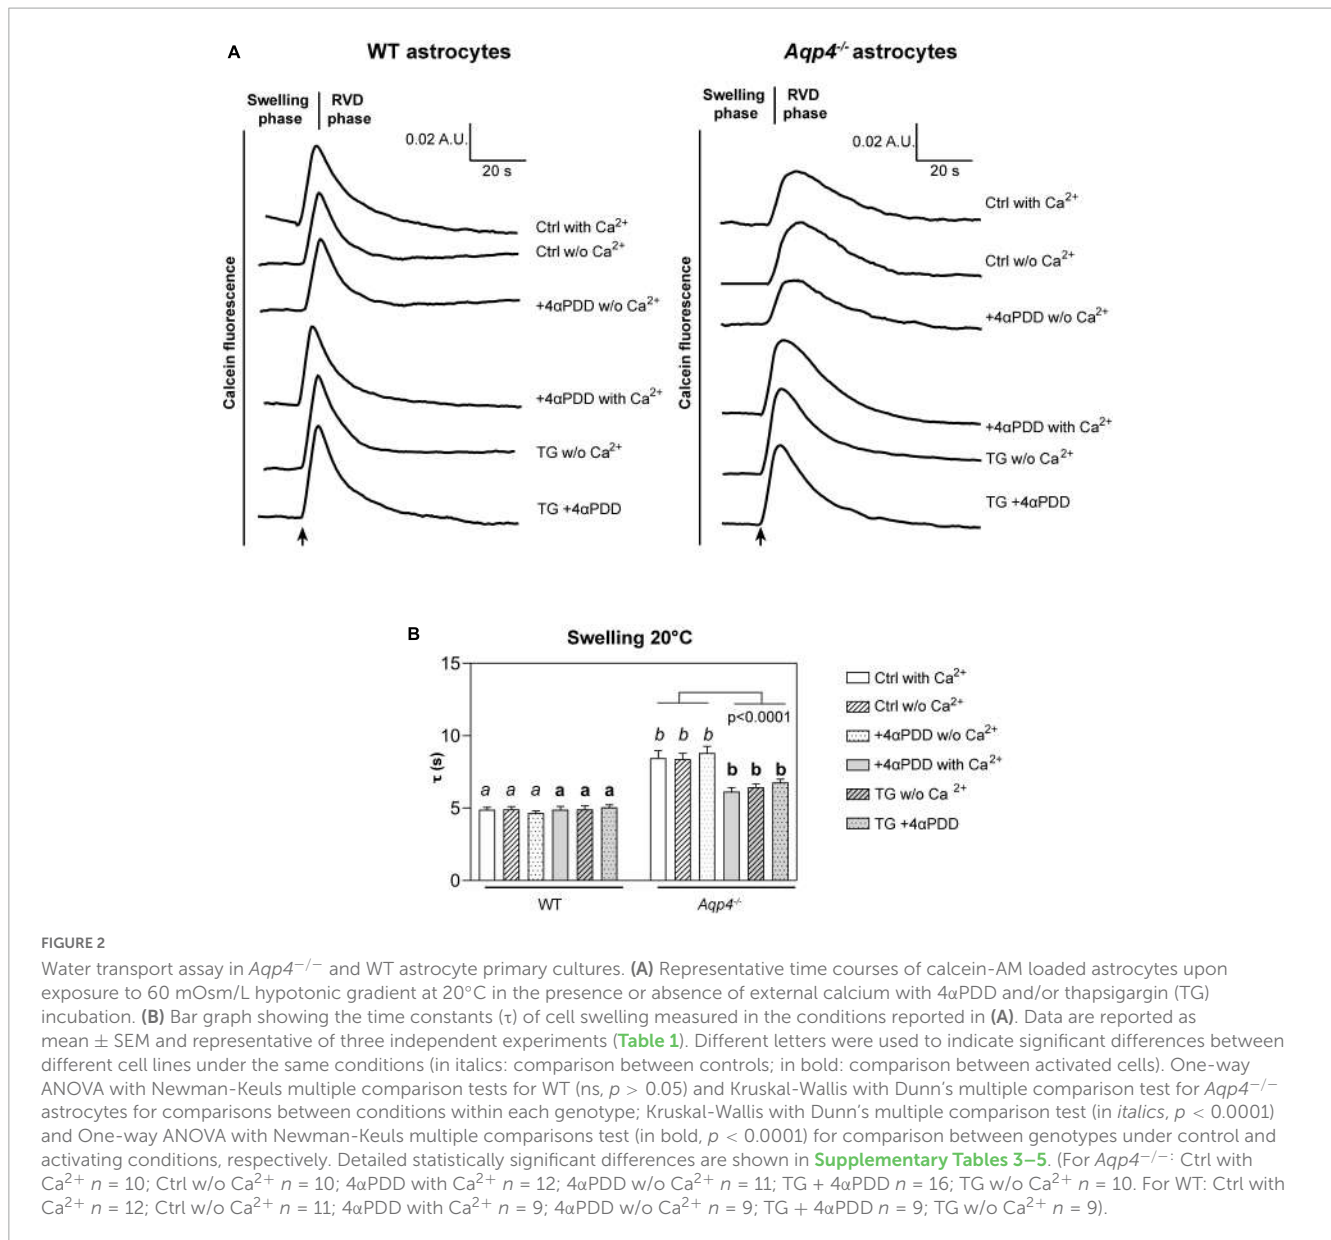 A
WT astrocytes
Aqp4-/- astrocytes
Swelling phase
RVD phase
0.02 A.U.
20 s
Calcein fluorescence
Ctrl with Ca2+
Ctrl w/o Ca2+
+4αPDD w/o Ca2+
+4αPDD with Ca2+
TG w/o Ca2+
TG +4αPDD
Swelling phase
RVD phase
0.02 A.U.
20 s
Calcein fluorescence
Ctrl with Ca2+
Ctrl w/o Ca2+
+4αPDD w/o Ca2+
+4αPDD with Ca2+
TG w/o Ca2+
TG +4αPDD
B
Swelling 20°C
τ (s)
15
10
5
0
a a a a a a
b b b b b b
p<0.0001
WT
Aqp4-/-
Ctrl with Ca2+
Ctrl w/o Ca2+
+4αPDD w/o Ca2+
+4αPDD with Ca2+
TG w/o Ca 2+
TG +4αPDD
FIGURE 2
Water transport assay in Aqp4−/− and WT astrocyte primary cultures. (A) Representative time courses of calcein-AM loaded astrocytes upon
exposure to 60 mOsm/L hypotonic gradient at 20°C in the presence or absence of external calcium with 4αPDD and/or thapsigargin (TG)
incubation. (B) Bar graph showing the time constants (τ) of cell swelling measured in the conditions reported in (A). Data are reported as
mean ± SEM and representative of three independent experiments (Table 1). Different letters were used to indicate significant differences between
different cell lines under the same conditions (in italics: comparison between controls; in bold: comparison between activated cells). One-way
ANOVA with Newman-Keuls multiple comparison tests for WT (ns, p > 0.05) and Kruskal-Wallis with Dunn's multiple comparison test for Aqp4−/−
astrocytes for comparisons between conditions within each genotype; Kruskal-Wallis with Dunn's multiple comparison test (in italics, p < 0.0001)
and One-way ANOVA with Newman-Keuls multiple comparisons test (in bold, p < 0.0001) for comparison between genotypes under control and
activating conditions, respectively. Detailed statistically significant differences are shown in Supplementary Tables 3–5. (For Aqp4−/−: Ctrl with
Ca2+ n = 10; Ctrl w/o Ca2+ n = 10; 4αPDD with Ca2+ n = 12; 4αPDD w/o Ca2+ n = 11; TG + 4αPDD n = 16; TG w/o Ca2+ n = 10. For WT: Ctrl with
Ca2+ n = 12; Ctrl w/o Ca2+ n = 11; 4αPDD with Ca2+ n = 9; 4αPDD w/o Ca2+ n = 9; TG + 4αPDD n = 9; TG w/o Ca2+ n = 9).